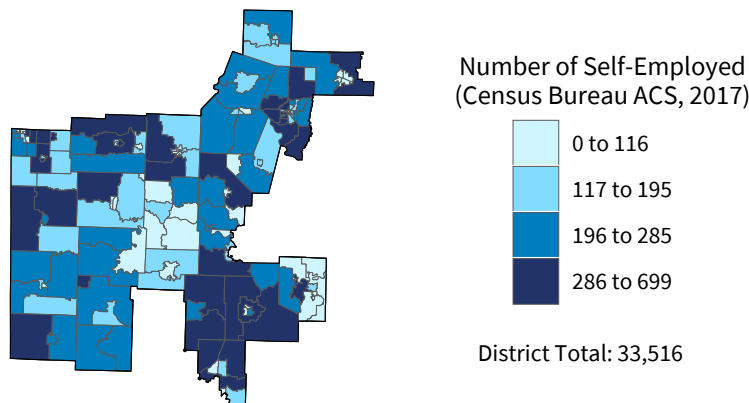 Number of Self-Employed
(Census Bureau ACS, 2017)
0 to 116
117 to 195
196 to 285
286 to 699
District Total: 33,516